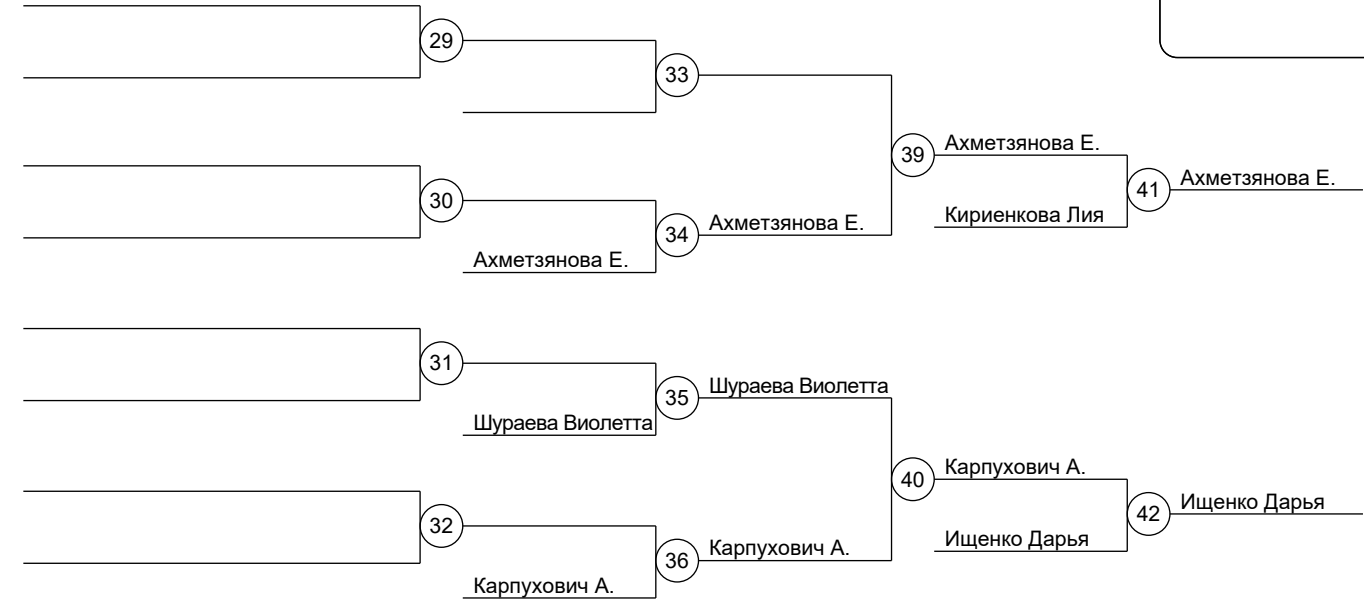 29
33
39
Ахметзянова Е.
41
Ахметзянова Е.
30
34
Ахметзянова Е.
Кириенкова Лия
Ахметзянова Е.
31
35
Шураева Виолетта
Шураева Виолетта
40
Карпухович А.
42
Ищенко Дарья
32
36
Карпухович А.
Ищенко Дарья
Карпухович А.